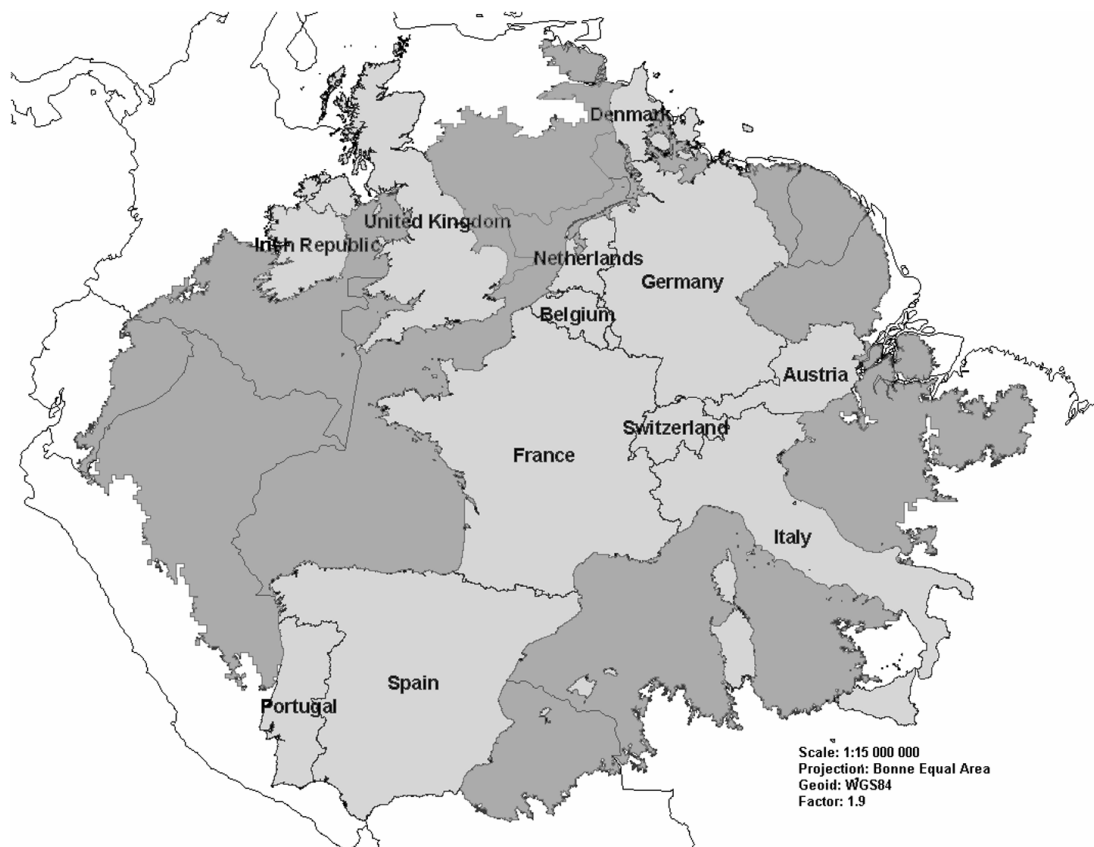 Denmark
United Kingdom
Irish Republic
Netherlands
Germany
Belgium
Austria
Switzerland
France
Italy
Spain
Portugal
Scale: 1:15 000 000
Projection: Bonne Equal Area
Geoid: WGS84
Factor: 1.9